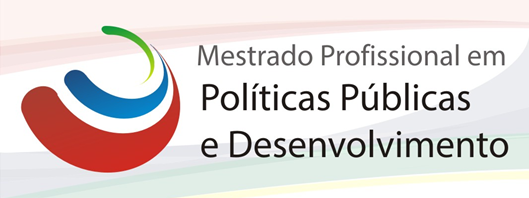 Mestrado Profissional em
Políticas Públicas
e Desenvolvimento